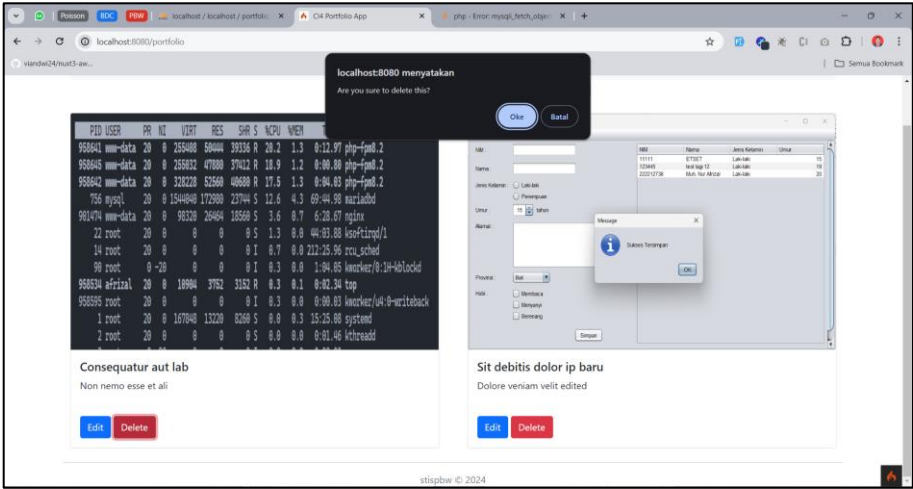 Poisson
BDC
PBW
localhost / localhost / portfolio
CI4 Portfolio App
php - Error: mysqli_fetch_object
localhost:8080/portfolio
viandwi24/nuxt3-aw...
Semua Bookmark
localhost:8080 menyatakan
Are you sure to delete this?
Oke
Batal
PID USER PR NI VIRT RES SHR S %CPU %MEM
958641 www-data 20 0 255488 50444 39336 R 20.2 1.3 0:12.97 php-fpm8.2
958645 www-data 20 0 255032 47880 37412 R 18.9 1.2 0:00.80 php-fpm8.2
958642 www-data 20 0 328228 52560 40680 R 17.5 1.3 0:04.03 php-fpm8.2
756 mysql 20 0 1544040 172980 23744 S 12.6 4.3 69:44.98 mariadbd
901474 www-data 20 0 98320 26464 18560 S 3.6 0.7 6:28.67 nginx
22 root 20 0 0 0 0 S 1.3 0.0 44:03.88 ksoftirqd/1
14 root 20 0 0 0 0 I 0.7 0.0 212:25.96 rcu_sched
90 root 0 -20 0 0 0 I 0.3 0.0 1:04.05 kworker/0:1H-kblockd
958534 afrizal 20 0 10904 3752 3152 R 0.3 0.1 0:02.34 top
958595 root 20 0 0 0 0 I 0.3 0.0 0:00.03 kworker/u4:0-writeback
1 root 20 0 167848 13220 8260 S 0.0 0.3 15:25.08 systemd
2 root 20 0 0 0 0 S 0.0 0.0 0:01.46 kthreadd
NIM
Nama
Jenis Kelamin
Laki-laki
Perempuan
Umur
15
tahun
Alamat
Provinsi
Bali
Hobi
Membaca
Menyanyi
Berenang
Simpan
NIM Nama Jenis Kelamin Umur
11111 ETSET Laki-laki 15
123445 test lagi 12 Laki-laki 19
222212738 Moh. Nur Afrizal Laki-laki 20
Message
Sukses Tersimpan
OK
Consequatur aut lab
Non nemo esse et ali
Edit
Delete
Sit debitis dolor ip baru
Dolore veniam velit edited
Edit
Delete
stispbw © 2024